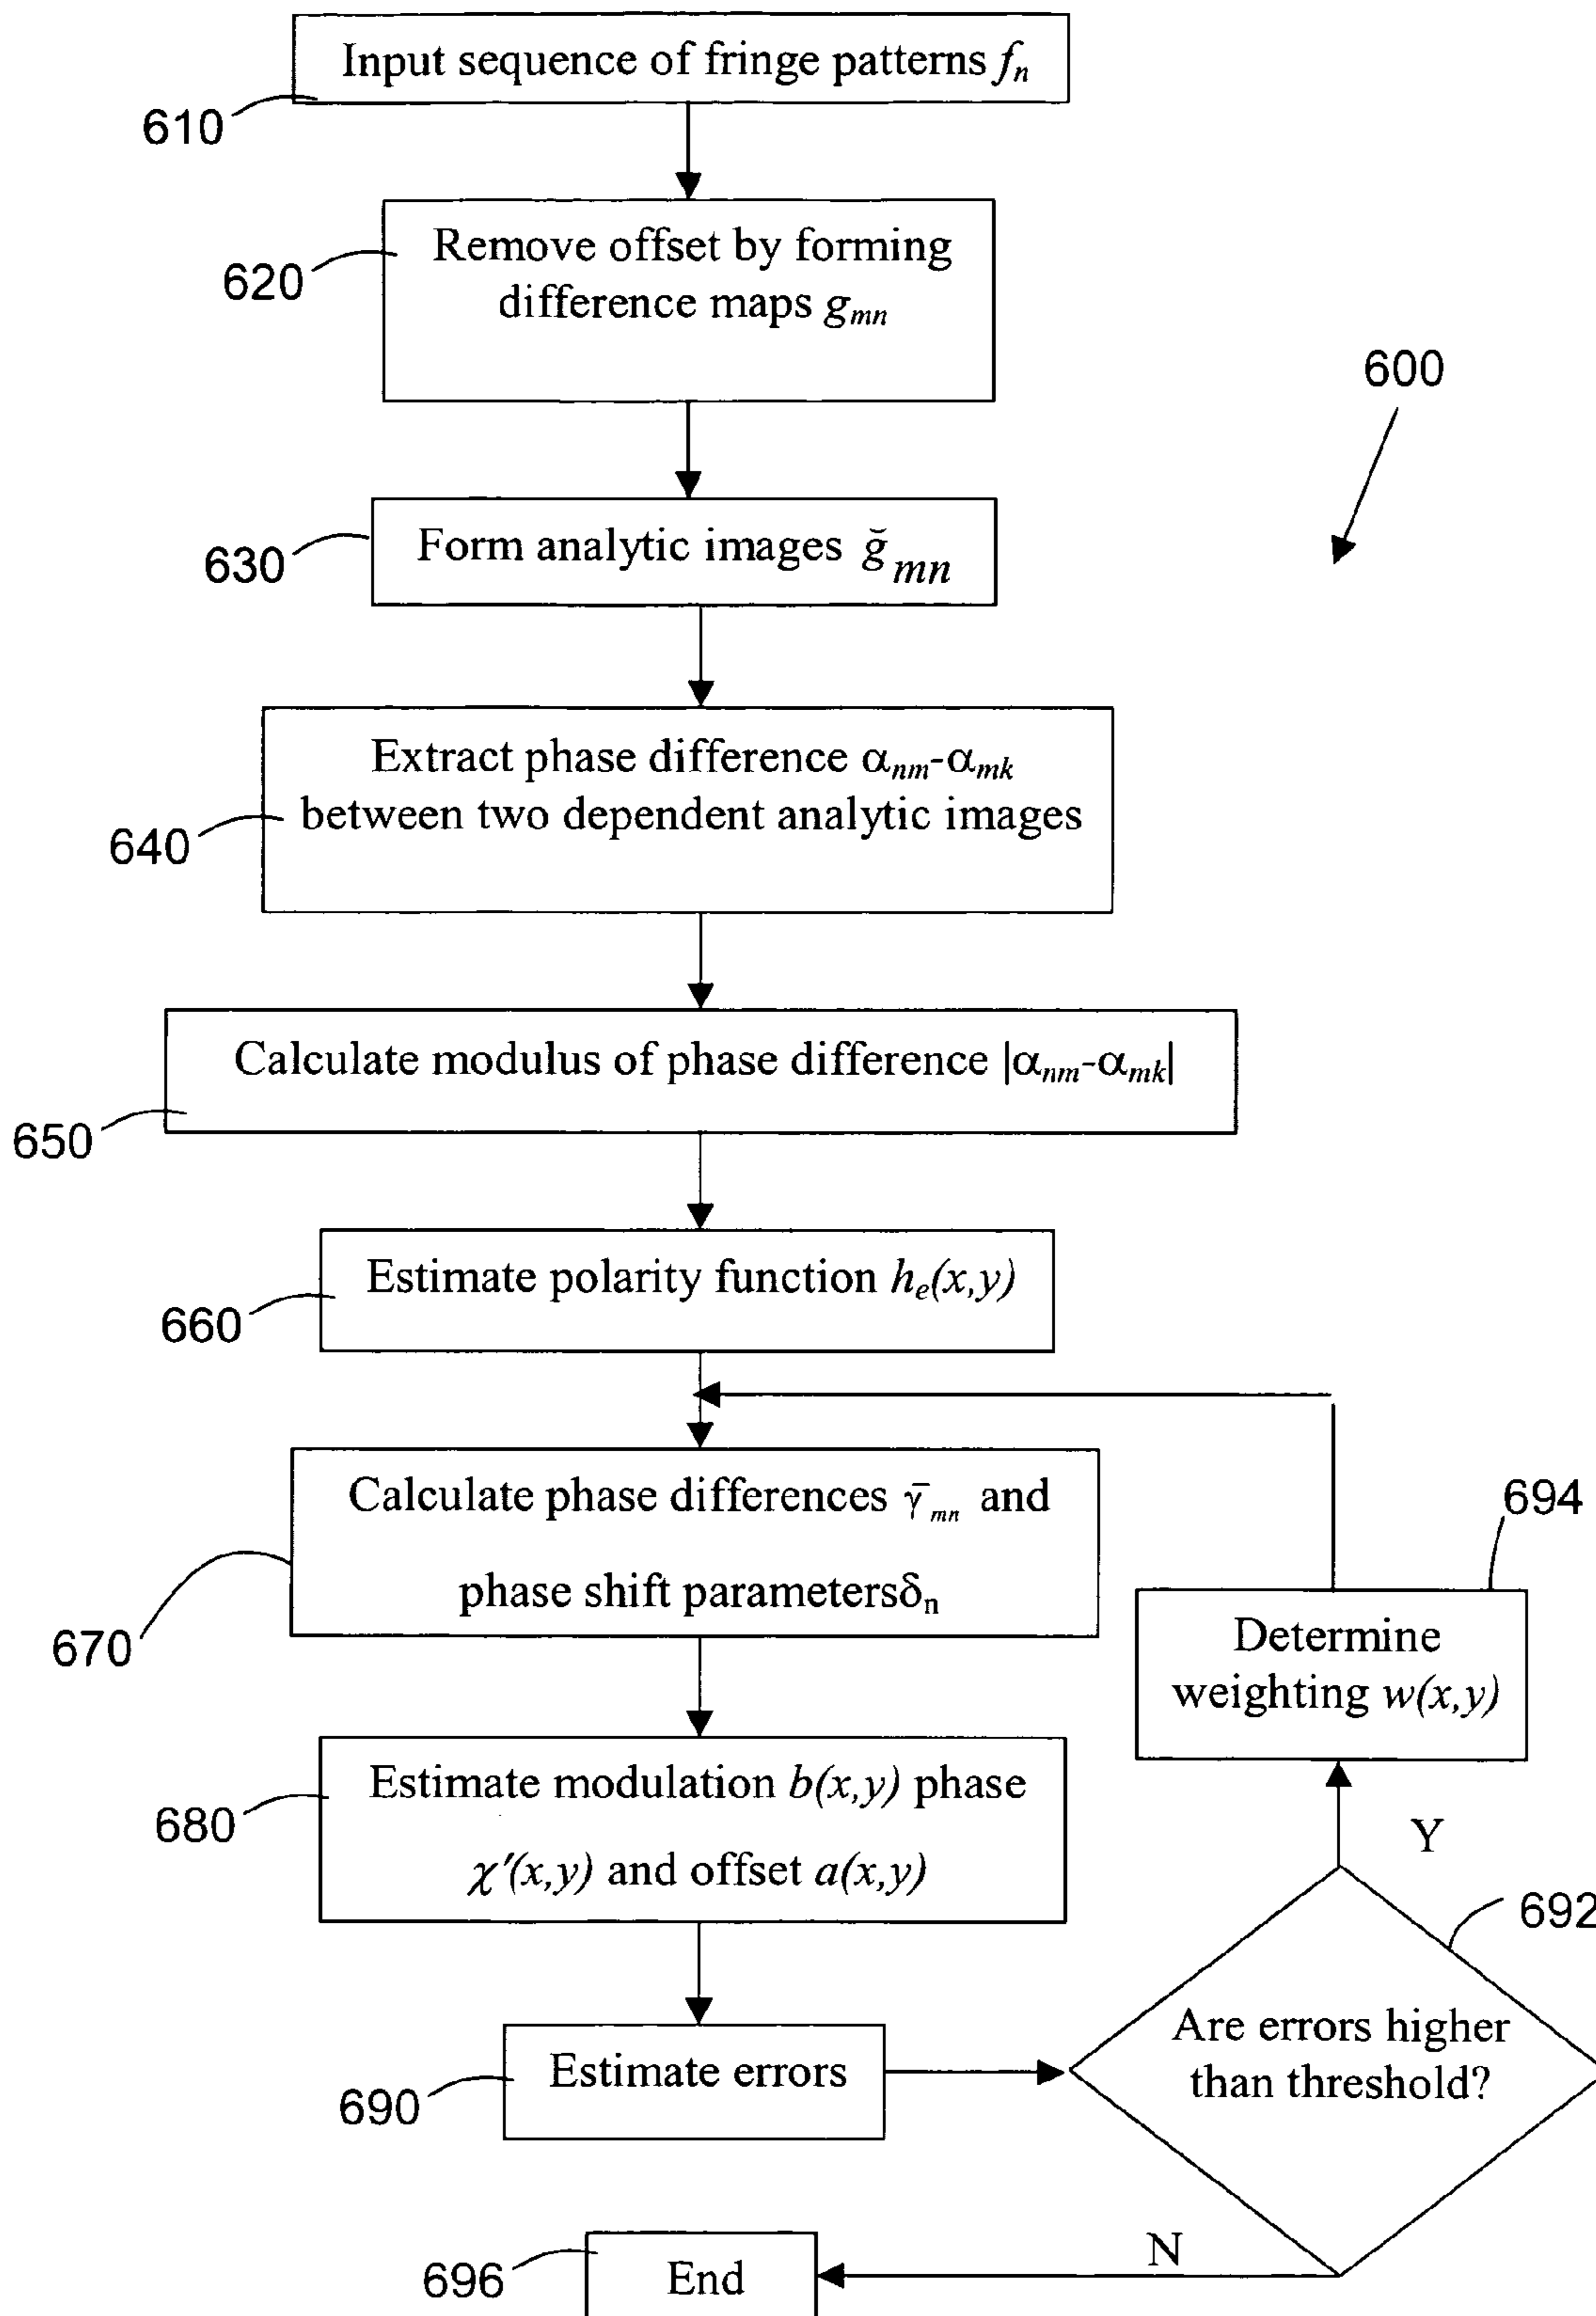 Input sequence of fringe patterns fn
610
Remove offset by forming
difference maps gmn
620
600
Form analytic images ğmn
630
Extract phase difference αnm-αmk
between two dependent analytic images
640
Calculate modulus of phase difference |αnm-αmk|
650
Estimate polarity function he(x,y)
660
Calculate phase differences γ̄mn and
phase shift parametersδn
670
694
Determine
weighting w(x,y)
Estimate modulation b(x,y) phase
χ'(x,y) and offset a(x,y)
680
Y
692
Are errors higher
than threshold?
Estimate errors
690
N
End
696